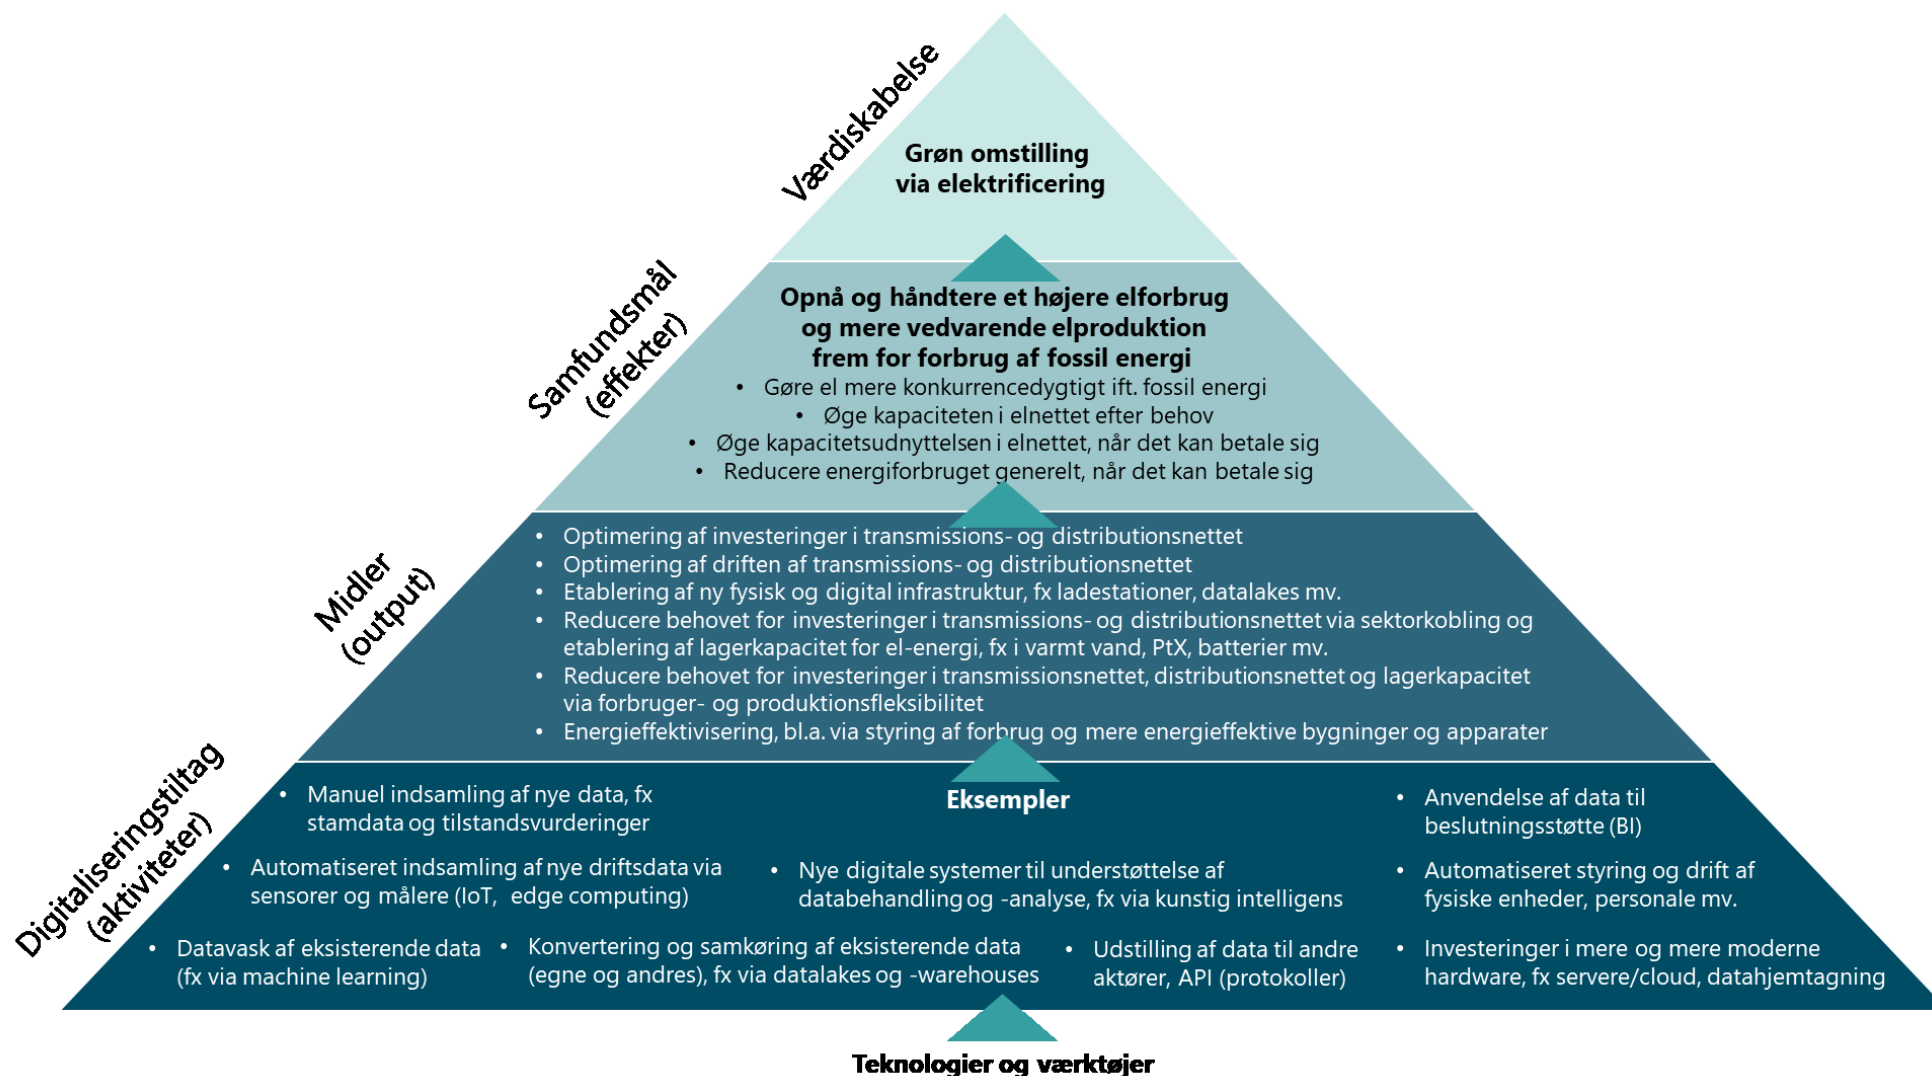 Værdiskabelse
Grøn omstilling
via elektrificering
Samfundsmål
(effekter)
Opnå og håndtere et højere elforbrug
og mere vedvarende elproduktion
frem for forbrug af fossil energi
• Gøre el mere konkurrencedygtigt ift. fossil energi
• Øge kapaciteten i elnettet efter behov
• Øge kapacitetsudnyttelsen i elnettet, når det kan betale sig
• Reducere energiforbruget generelt, når det kan betale sig
Midler
(output)
• Optimering af investeringer i transmissions- og distributionsnettet
• Optimering af driften af transmissions- og distributionsnettet
• Etablering af ny fysisk og digital infrastruktur, fx ladestationer, datalakes mv.
• Reducere behovet for investeringer i transmissions- og distributionsnettet via sektorkobling og
etablering af lagerkapacitet for el-energi, fx i varmt vand, PtX, batterier mv.
• Reducere behovet for investeringer i transmissionsnettet, distributionsnettet og lagerkapacitet
via forbruger- og produktionsfleksibilitet
• Energieffektivisering, bl.a. via styring af forbrug og mere energieffektive bygninger og apparater
Digitaliseringstiltag
(aktiviteter)
Eksempler
• Manuel indsamling af nye data, fx
stamdata og tilstandsvurderinger
• Anvendelse af data til
beslutningsstøtte (BI)
• Automatiseret indsamling af nye driftsdata via
sensorer og målere (IoT, edge computing)
• Nye digitale systemer til understøttelse af
databehandling og -analyse, fx via kunstig intelligens
• Automatiseret styring og drift af
fysiske enheder, personale mv.
• Datavask af eksisterende data
(fx via machine learning)
• Konvertering og samkøring af eksisterende data
(egne og andres), fx via datalakes og -warehouses
• Udstilling af data til andre
aktører, API (protokoller)
• Investeringer i mere og mere moderne
hardware, fx servere/cloud, datahjemtagning
Teknologier og værktøjer